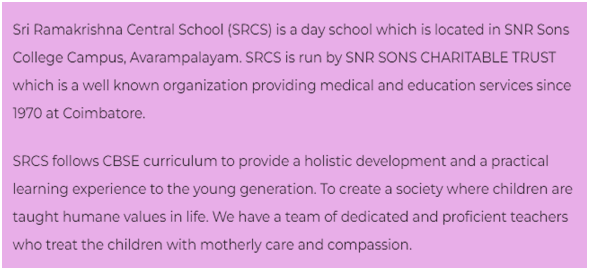 Sri Ramakrishna Central School (SRCS) is a day school which is located in SNR Sons
College Campus, Avarampalayam. SRCS is run by SNR SONS CHARITABLE TRUST
which is a well known organization providing medical and education services since
1970 at Coimbatore.
SRCS follows CBSE curriculum to provide a holistic development and a practical
learning experience to the young generation. To create a society where children are
taught humane values in life. We have a team of dedicated and proficient teachers
who treat the children with motherly care and compassion.